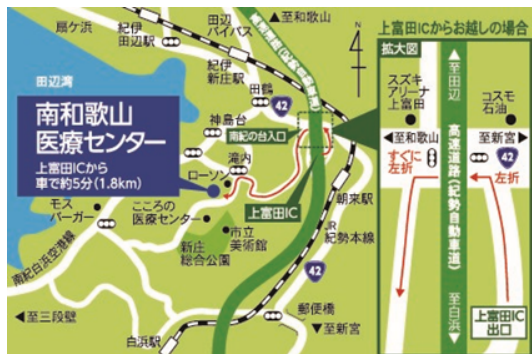 扇ケ浜
紀伊
田辺駅
田辺
バイパス
▲至和歌山
紀伊
新庄駅
田辺湾
田鶴
42
神島台
南紀の台入口
滝内
南和歌山
医療センター
上富田ICから
車で約5分(1.8km)
ローソン
上富田IC
朝来駅
モス
バーガー
こころの
医療センター
市立
美術館
新庄
総合公園
JR
紀勢本線
南紀白浜空港線
42
◀至三段壁
白浜駅
郵便橋
▼至新宮
上富田ICからお越しの場合
拡大図
▲至田辺
スズキ
アリーナ
上富田
コスモ
石油
◀至和歌山
至新宮▶
すぐに
左折
42
左折
高速道路(紀勢自動車道)
至白浜▼
上富田IC
出口